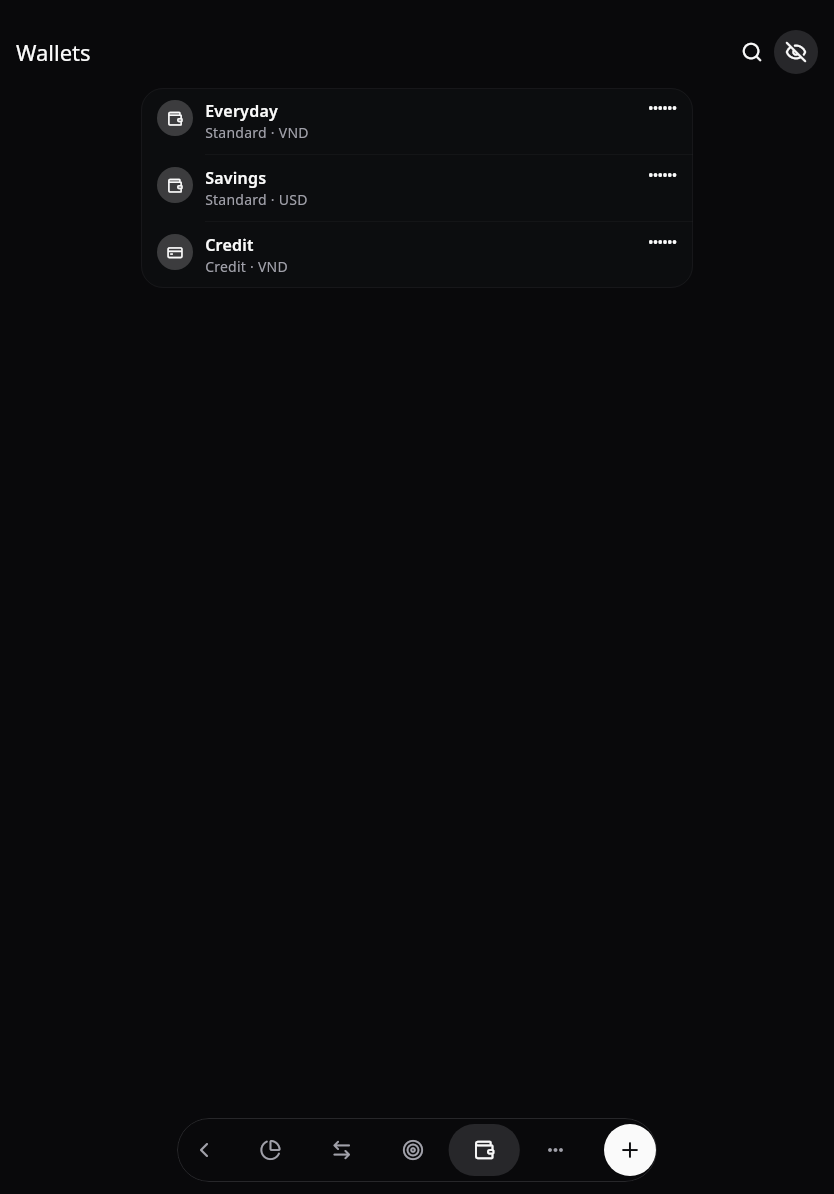 Wallets
Everyday
••••••
Standard · VND
Savings
••••••
Standard · USD
Credit
••••••
Credit · VND